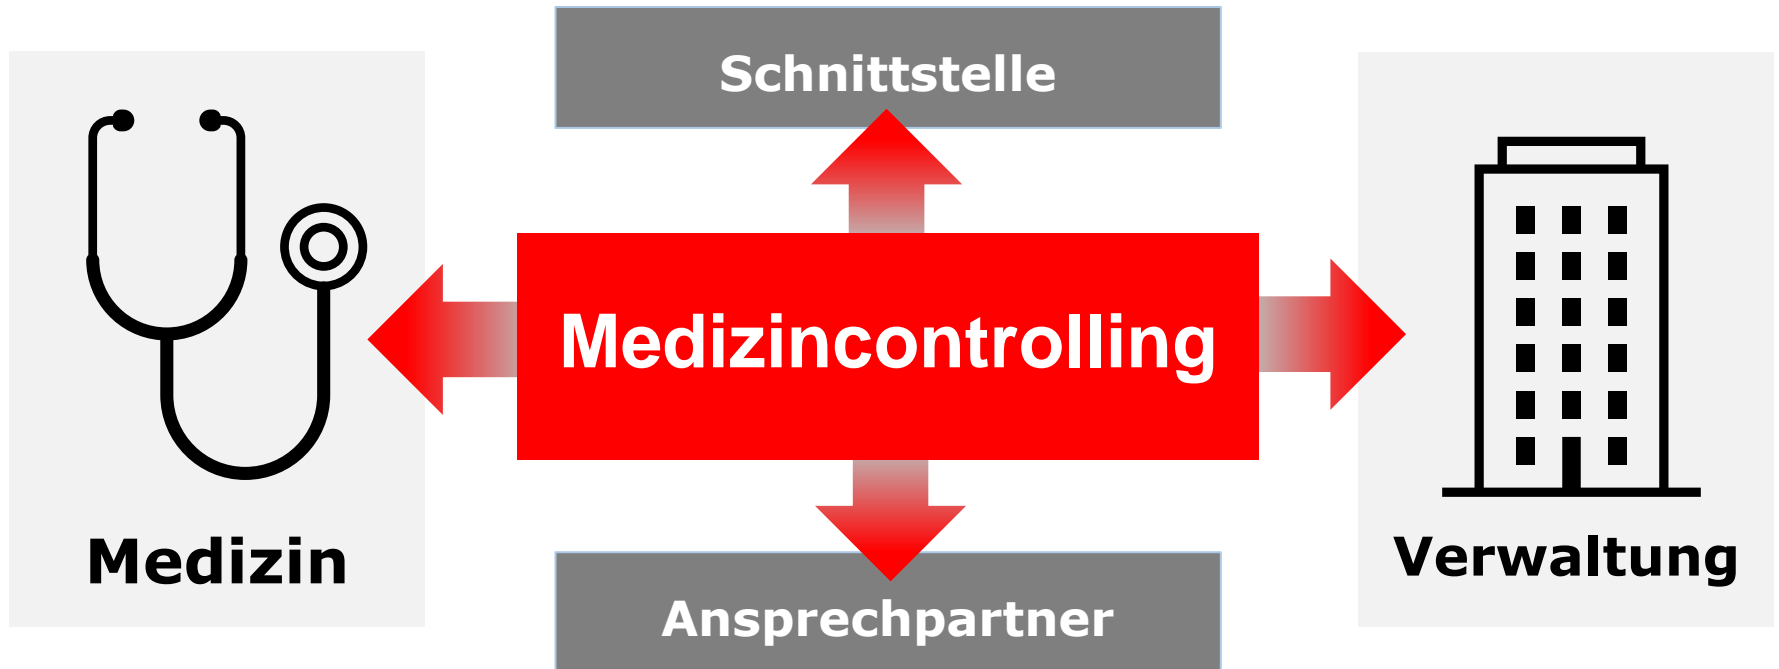 Schnittstelle
Medizincontrolling
Medizin
Verwaltung
Ansprechpartner